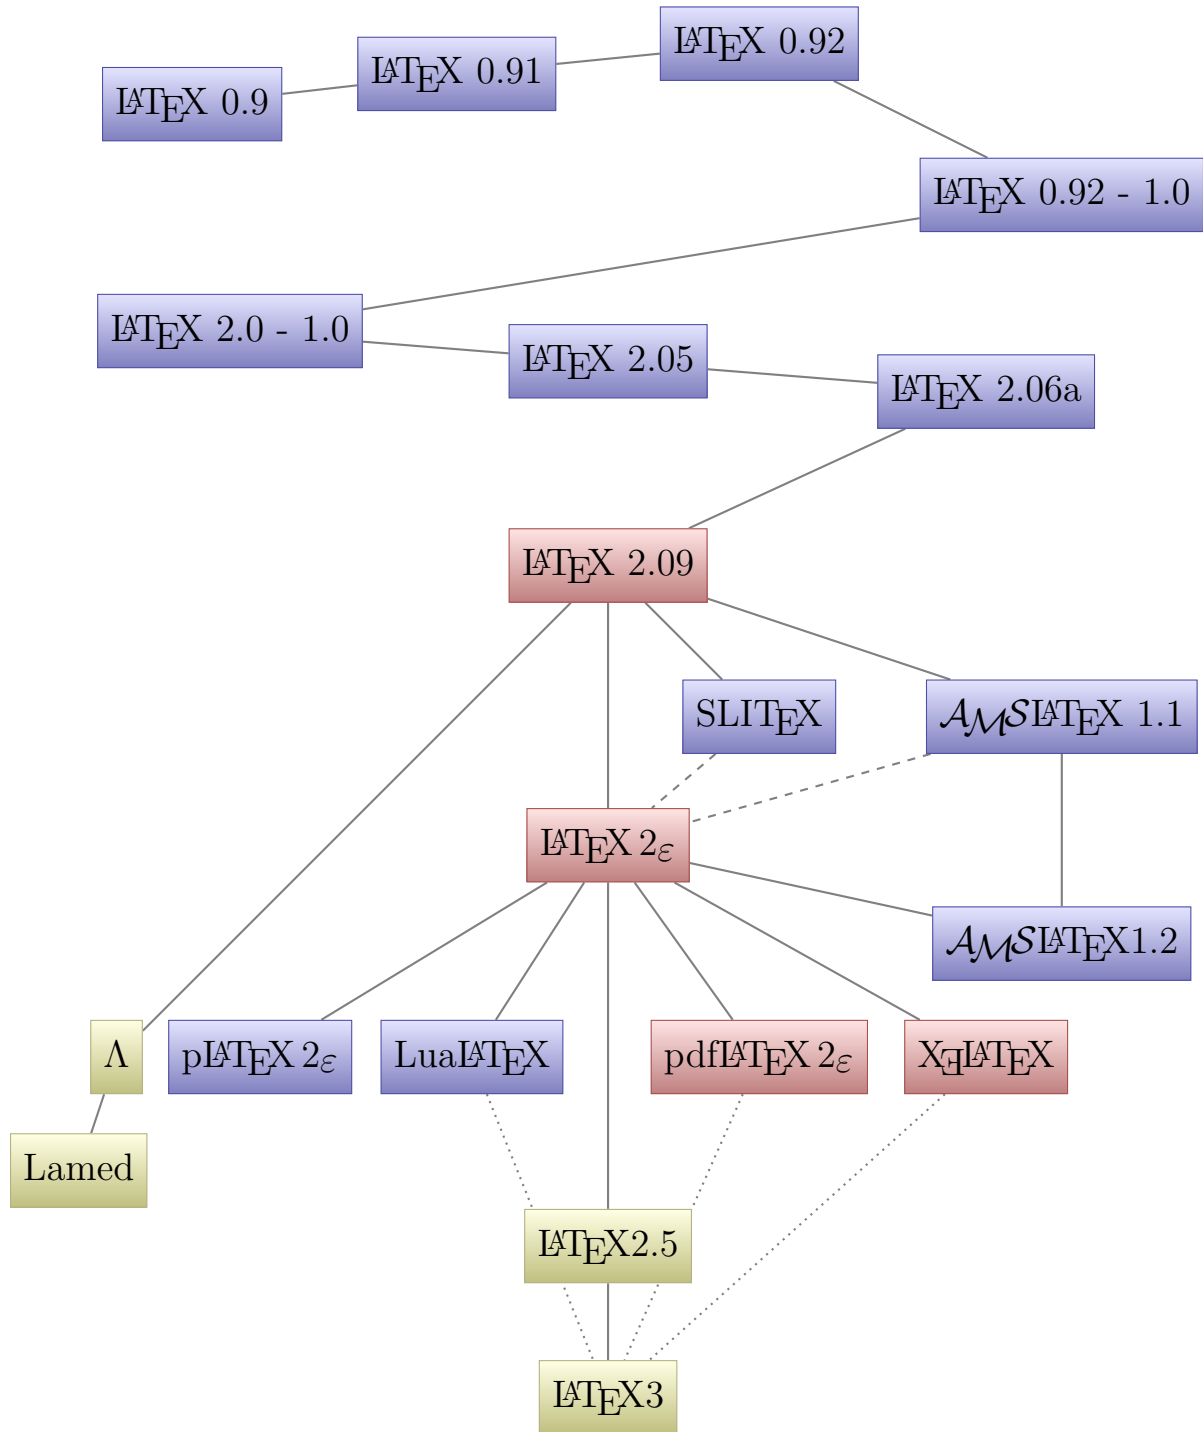 LATEX 0.92
LATEX 0.91
LATEX 0.9
LATEX 0.92 - 1.0
LATEX 2.0 - 1.0
LATEX 2.05
LATEX 2.06a
LATEX 2.09
SLITEX
AMSLATEX 1.1
LATEX 2ε
AMSLATEX1.2
Λ
pLATEX 2ε
LuaLATEX
pdfLATEX 2ε
XƎLATEX
Lamed
LATEX2.5
LATEX3